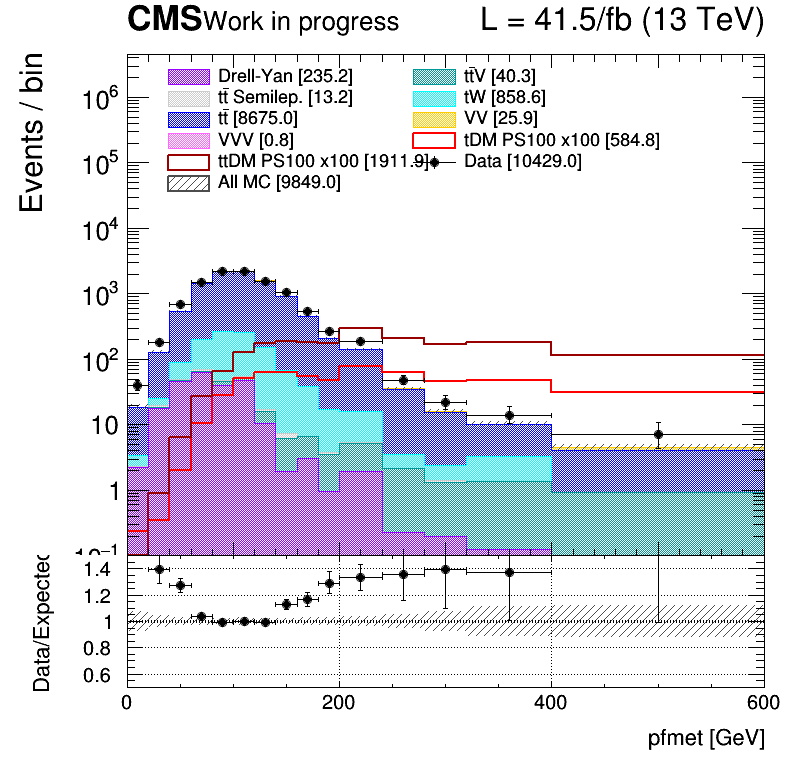 CMS Work in progress L = 41.5/fb (13 TeV)
Events / bin
Drell-Yan [235.2] tt̄V [40.3]
tt̄ Semilep. [13.2] tW [858.6]
tt̄ [8675.0] VV [25.9]
VVV [0.8] tDM PS100 x100 [584.8]
ttDM PS100 x100 [1911.9] Data [10429.0]
All MC [9849.0]
10⁶
10⁵
10⁴
10³
10²
10
1
10⁻¹
Data/Expected
1.4
1.2
1
0.8
0.6
0 200 400 600
pfmet [GeV]